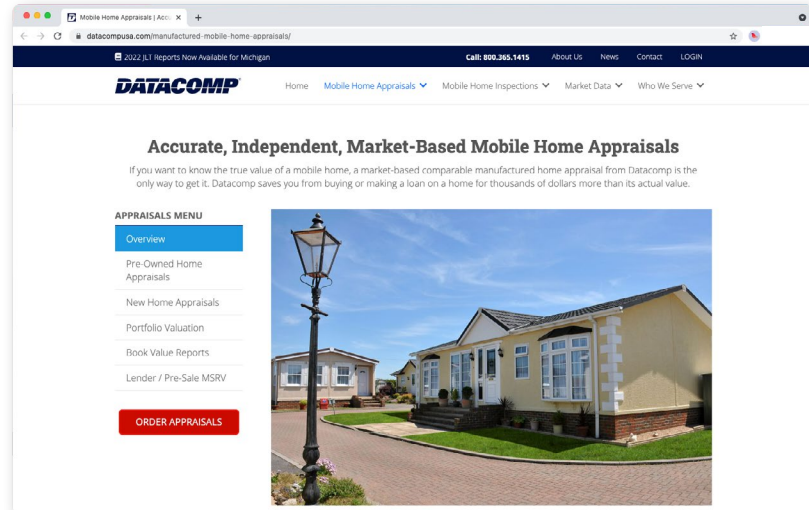 Mobile Home Appraisals | Accu
datacompusa.com/manufactured-mobile-home-appraisals/
2022 JLT Reports Now Available for Michigan
Call: 800.365.1415 About Us News Contact LOGIN
DATACOMP Home Mobile Home Appraisals Mobile Home Inspections Market Data Who We Serve
Accurate, Independent, Market-Based Mobile Home Appraisals
If you want to know the true value of a mobile home, a market-based comparable manufactured home appraisal from Datacomp is the
only way to get it. Datacomp saves you from buying or making a loan on a home for thousands of dollars more than its actual value.
APPRAISALS MENU
Overview
Pre-Owned Home
Appraisals
New Home Appraisals
Portfolio Valuation
Book Value Reports
Lender / Pre-Sale MSRV
ORDER APPRAISALS